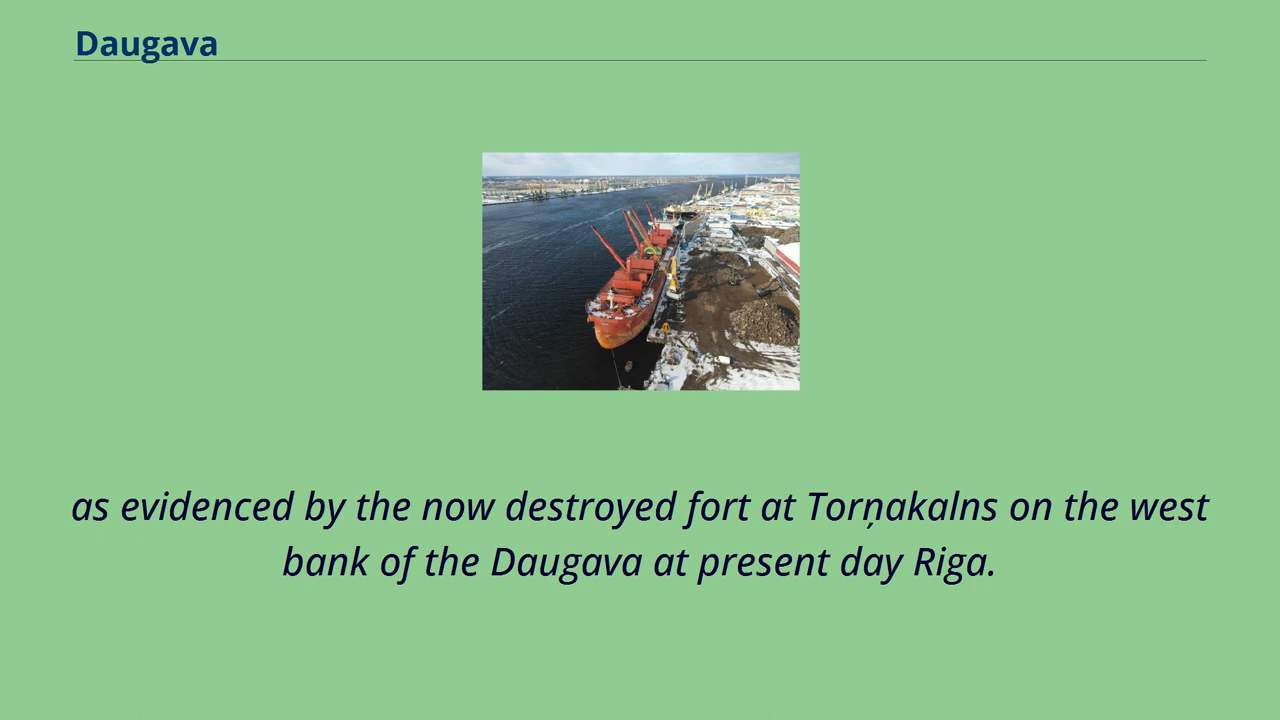 Daugava
as evidenced by the now destroyed fort at Torņakalns on the west
bank of the Daugava at present day Riga.